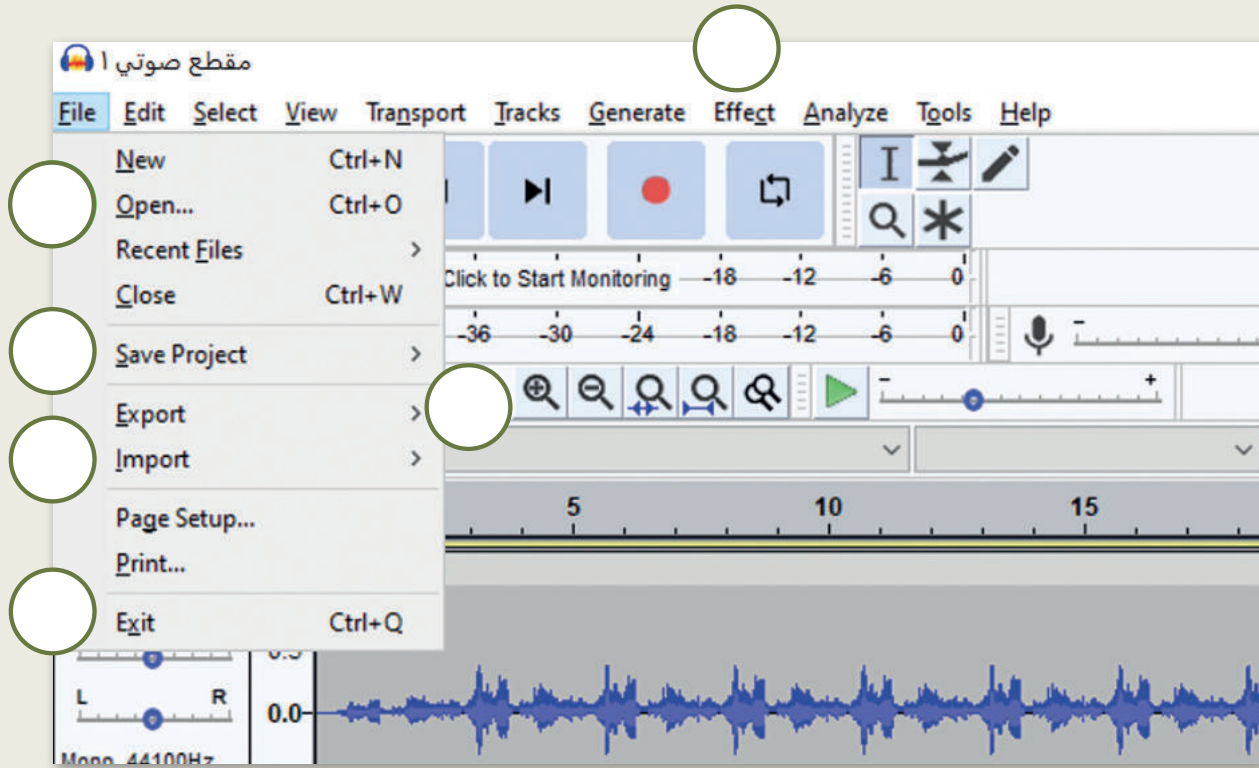 مقطع صوتي ١
File Edit Select View Transport Tracks Generate Effect Analyze Tools Help
New Ctrl+N
Open... Ctrl+O
Recent Files >
Close Ctrl+W
Save Project >
Export >
Import >
Page Setup...
Print...
Exit Ctrl+Q
Click to Start Monitoring -18 -12 -6 0
-36 -30 -24 -18 -12 -6 0
- +
5 10 15
L R
0.0
Mono, 44100Hz